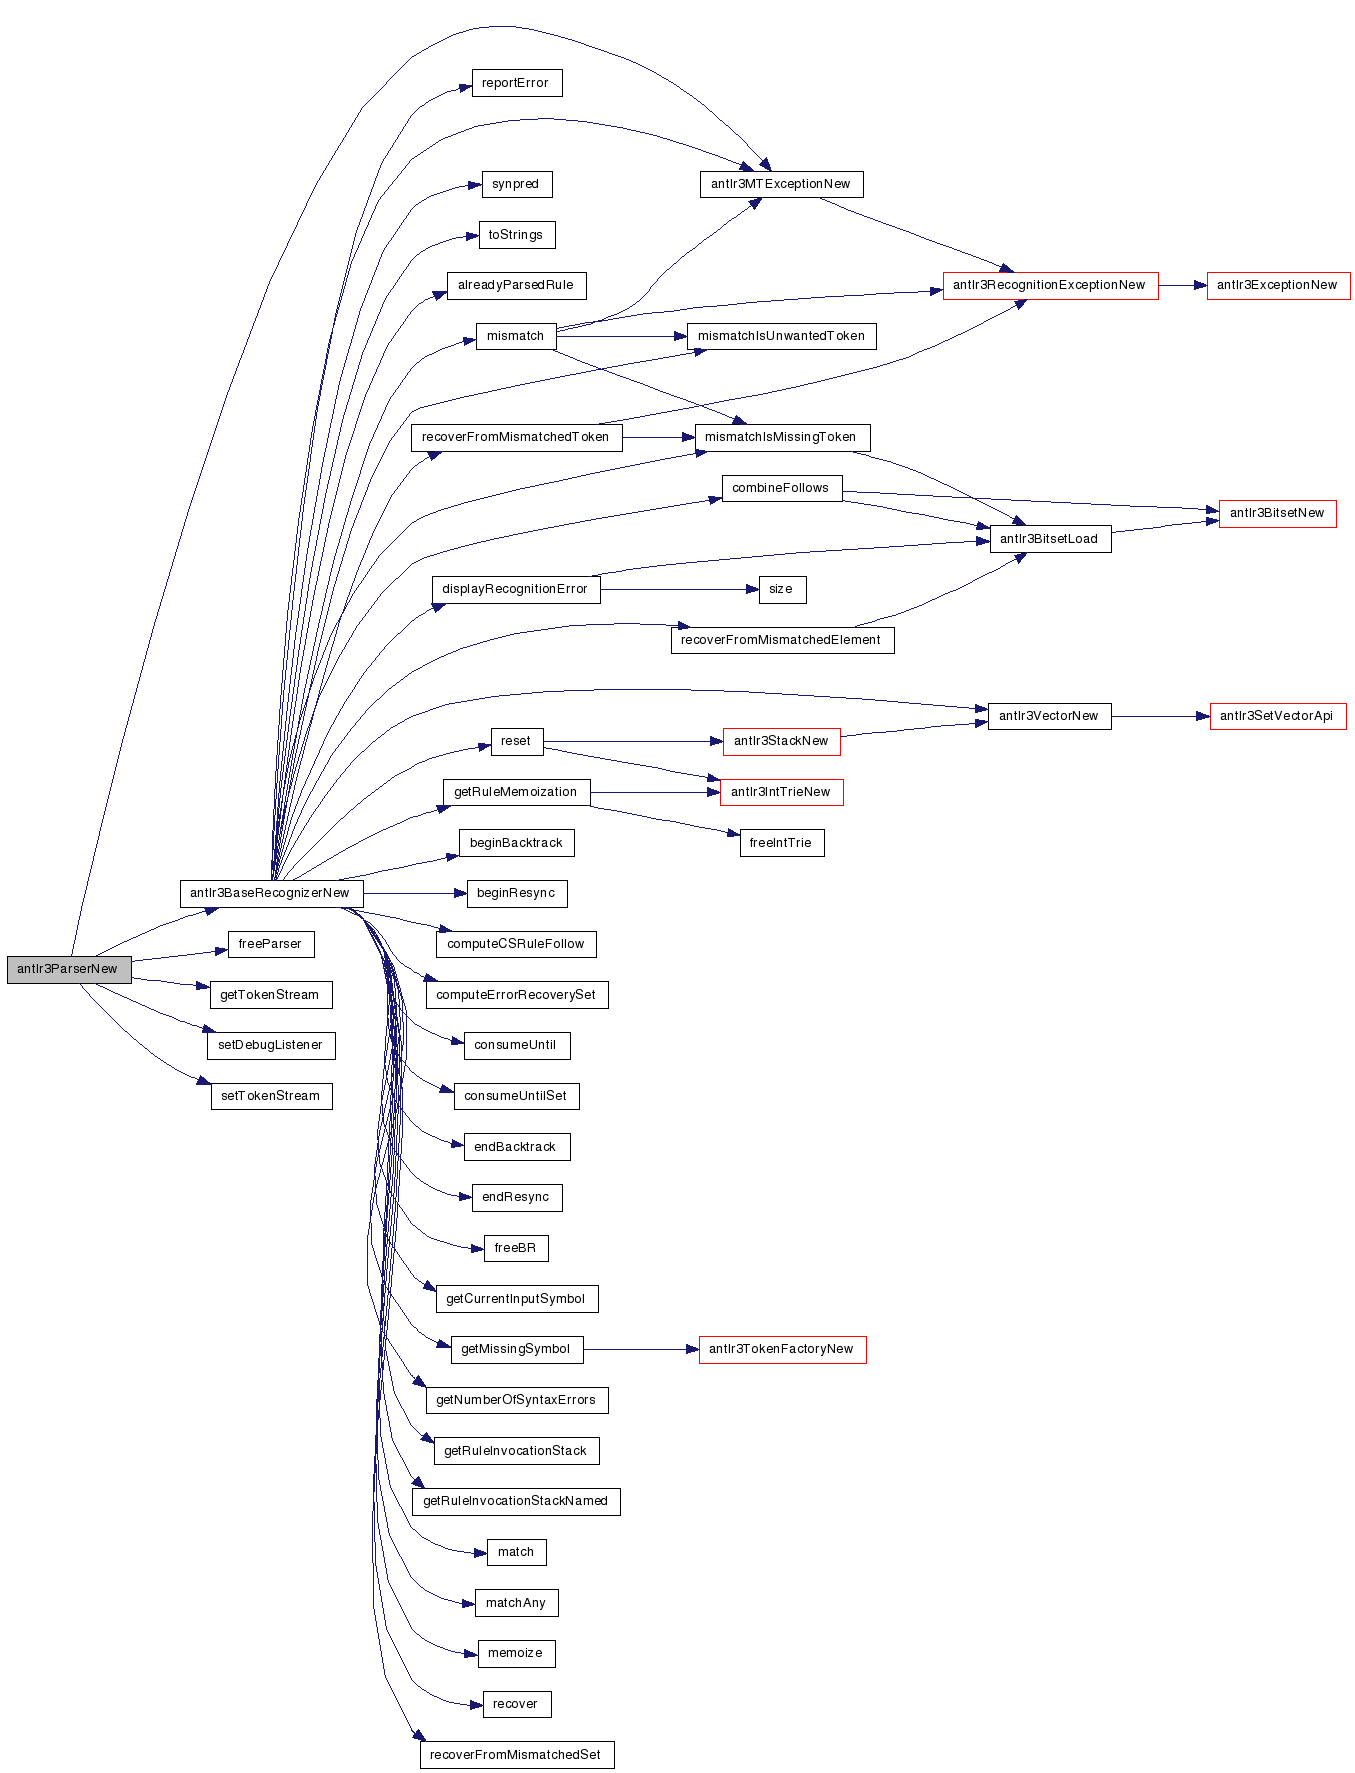 reportError
antlr3MTExceptionNew
synpred
toStrings
antlr3RecognitionExceptionNew
antlr3ExceptionNew
alreadyParsedRule
mismatch
mismatchIsUnwantedToken
recoverFromMismatchedToken
mismatchIsMissingToken
combineFollows
antlr3BitsetNew
antlr3BitsetLoad
displayRecognitionError
size
recoverFromMismatchedElement
antlr3VectorNew
antlr3SetVectorApi
reset
antlr3StackNew
getRuleMemoization
antlr3IntTrieNew
beginBacktrack
freeIntTrie
antlr3BaseRecognizerNew
beginResync
freeParser
computeCSRuleFollow
antlr3ParserNew
getTokenStream
computeErrorRecoverySet
setDebugListener
consumeUntil
setTokenStream
consumeUntilSet
endBacktrack
endResync
freeBR
getCurrentInputSymbol
getMissingSymbol
antlr3TokenFactoryNew
getNumberOfSyntaxErrors
getRuleInvocationStack
getRuleInvocationStackNamed
match
matchAny
memoize
recover
recoverFromMismatchedSet